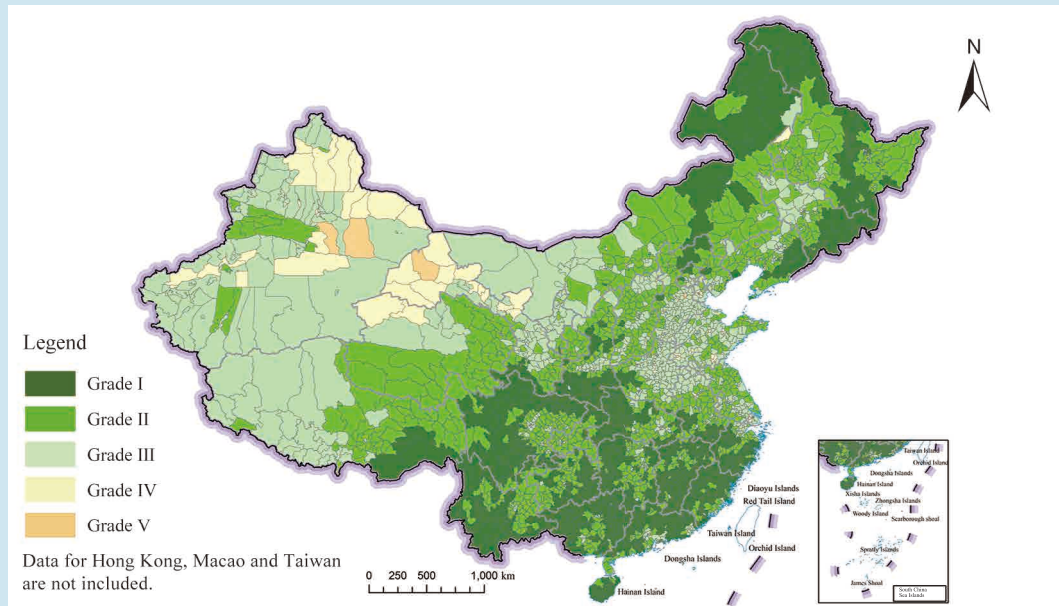 N
Legend
Grade I
Grade II
Grade III
Grade IV
Grade V
Data for Hong Kong, Macao and Taiwan
are not included.
0 250 500 1,000 km
Diaoyu Islands
Red Tail Island
Taiwan Island
Orchid Island
Dongsha Islands
Hainan Island
Taiwan Island
Orchid Island
Dongsha Islands
Hainan Island
Xisha Islands
Zhongsha Islands
Woody Island
Scarborough shoal
Spratly Islands
James Shoal
South China
Sea Islands